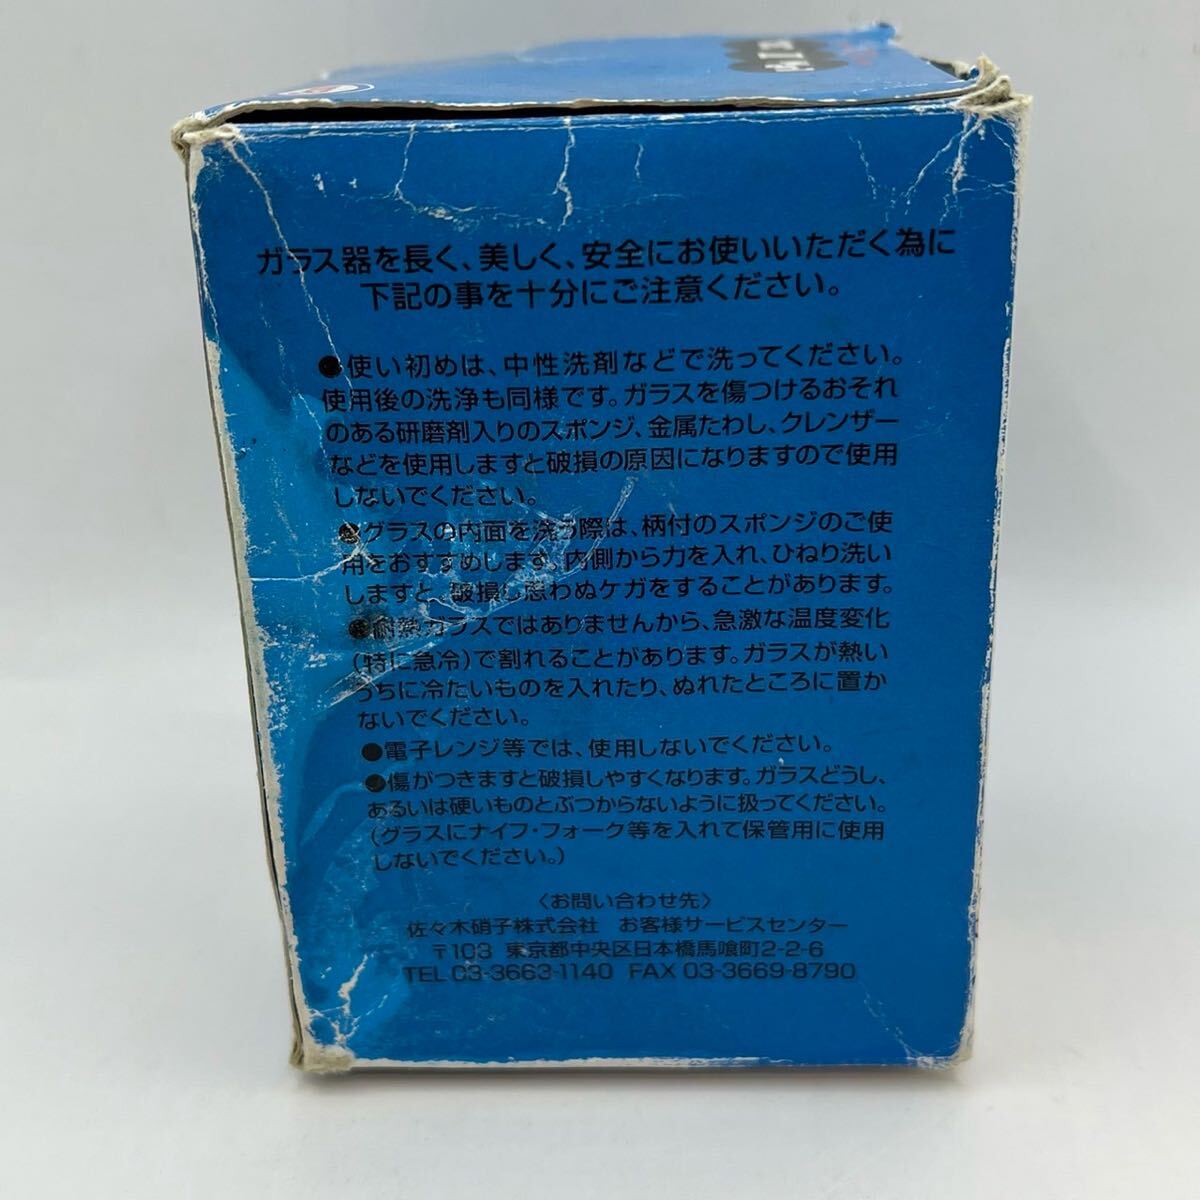 ガラス器を長く、美しく、安全にお使いいただく為に
下記の事を十分にご注意ください。
●使い初めは、中性洗剤などで洗ってください。
使用後の洗浄も同様です。ガラスを傷つけるおそれ
のある研磨剤入りのスポンジ、金属たわし、クレンザー
などを使用しますと破損の原因になりますので使用
しないでください。
●グラスの内面を洗う際は、柄付のスポンジのご使
用をおすすめします。内側から力を入れ、ひねり洗い
しますと、破損し思わぬケガをすることがあります。
●耐熱ガラスではありませんから、急激な温度変化
(特に急冷)で割れることがあります。ガラスが熱い
うちに冷たいものを入れたり、ぬれたところに置か
ないでください。
●電子レンジ等では、使用しないでください。
●傷がつきますと破損しやすくなります。ガラスどうし、
あるいは硬いものとぶつからないように扱ってください。
(グラスにナイフ・フォーク等を入れて保管用に使用
しないでください。)
〈お問い合わせ先〉
佐々木硝子株式会社 お客様サービスセンター
〒103 東京都中央区日本橋馬喰町2-2-6
TEL 03-3663-1140 FAX 03-3669-8790